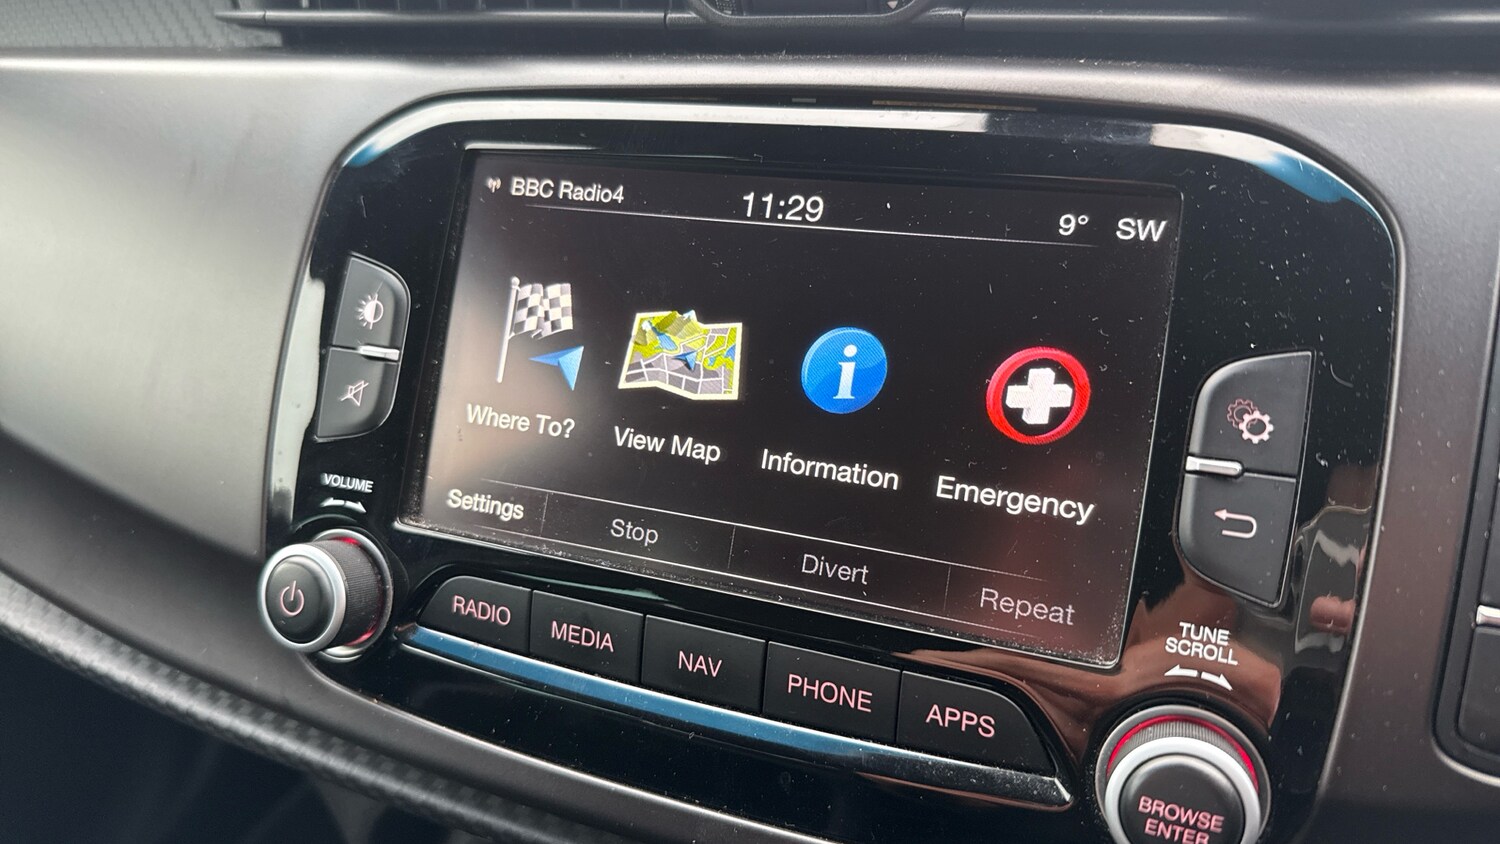 BBC Radio4
11:29
9° SW
Where To?
View Map
i
Information
Emergency
Settings
Stop
Divert
Repeat
VOLUME
RADIO
MEDIA
NAV
PHONE
APPS
TUNE
SCROLL
BROWSE
ENTER